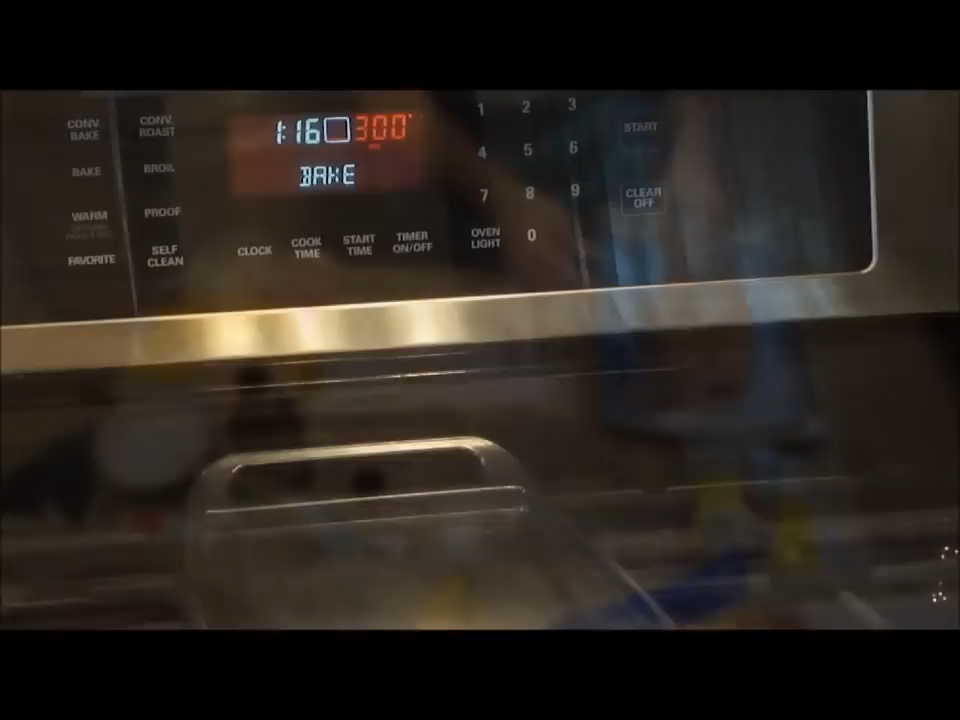 CONV. BAKE
CONV. ROAST
BAKE
BROIL
WARM
PROOF
FAVORITE
SELF CLEAN
1:16 300°
BAKE
CLOCK
COOK TIME
START TIME
TIMER ON/OFF
1 2 3
4 5 6
7 8 9
OVEN LIGHT
0
START
CLEAR OFF